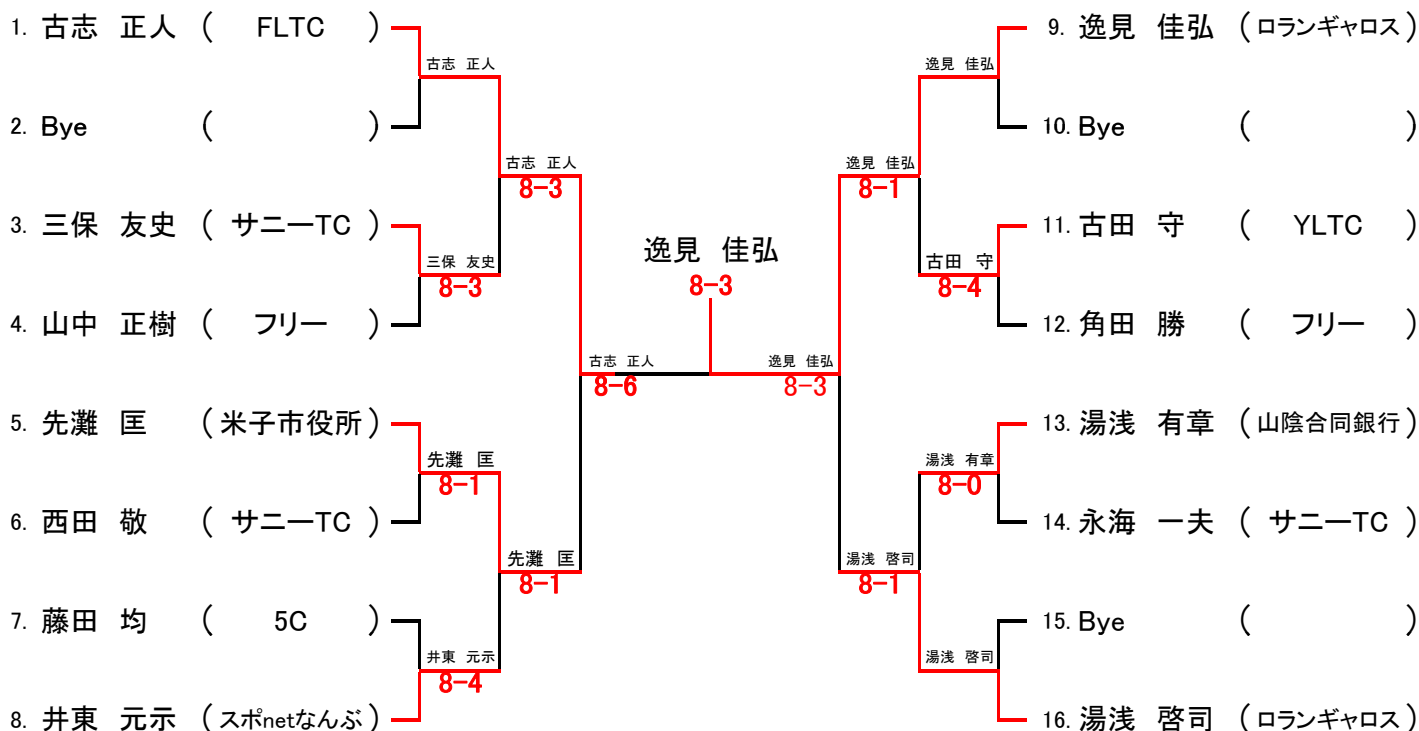 1. 古志 正人 ( FLTC )
古志 正人
2. Bye ( )
古志 正人
8-3
3. 三保 友史 ( サニーTC )
三保 友史
8-3
4. 山中 正樹 ( フリー )
古志 正人
8-6
5. 先灘 匡 ( 米子市役所 )
先灘 匡
8-1
6. 西田 敬 ( サニーTC )
先灘 匡
8-1
7. 藤田 均 ( 5C )
井東 元示
8-4
8. 井東 元示 ( スポnetなんぶ )
逸見 佳弘
8-3
9. 逸見 佳弘 ( ロランギャロス )
逸見 佳弘
10. Bye ( )
逸見 佳弘
8-1
11. 古田 守 ( YLTC )
古田 守
8-4
12. 角田 勝 ( フリー )
逸見 佳弘
8-3
13. 湯浅 有章 ( 山陰合同銀行 )
湯浅 有章
8-0
14. 永海 一夫 ( サニーTC )
湯浅 啓司
8-1
15. Bye ( )
湯浅 啓司
16. 湯浅 啓司 ( ロランギャロス )